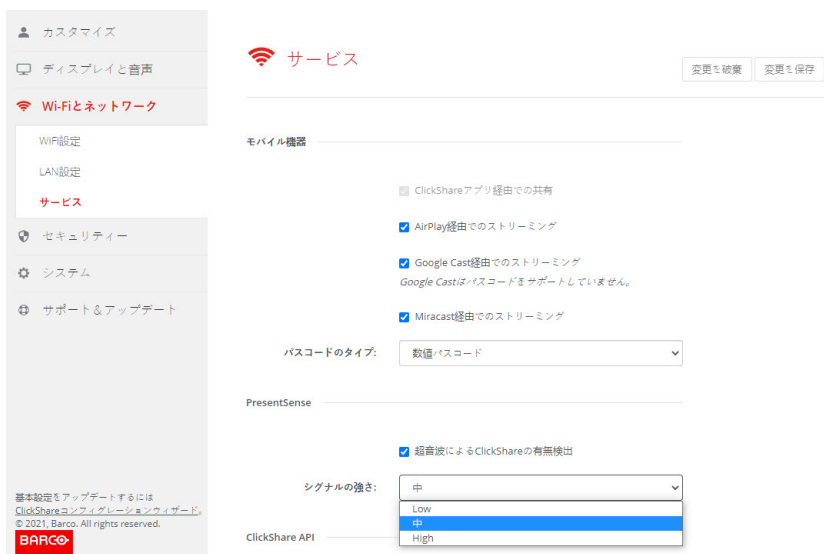 カスタマイズ
ディスプレイと音声
Wi-Fiとネットワーク
WiFi設定
LAN設定
サービス
セキュリティー
システム
サポート＆アップデート
基本設定をアップデートするには
ClickShareコンフィグレーションウィザード。
© 2021, Barco. All rights reserved.
BARCO
サービス
変更を破棄
変更を保存
モバイル機器
ClickShareアプリ経由での共有
AirPlay経由でのストリーミング
Google Cast経由でのストリーミング
Google Castはパスコードをサポートしていません。
Miracast経由でのストリーミング
パスコードのタイプ:
数値パスコード
PresentSense
超音波によるClickShareの有無検出
シグナルの強さ:
中
Low
中
High
ClickShare API